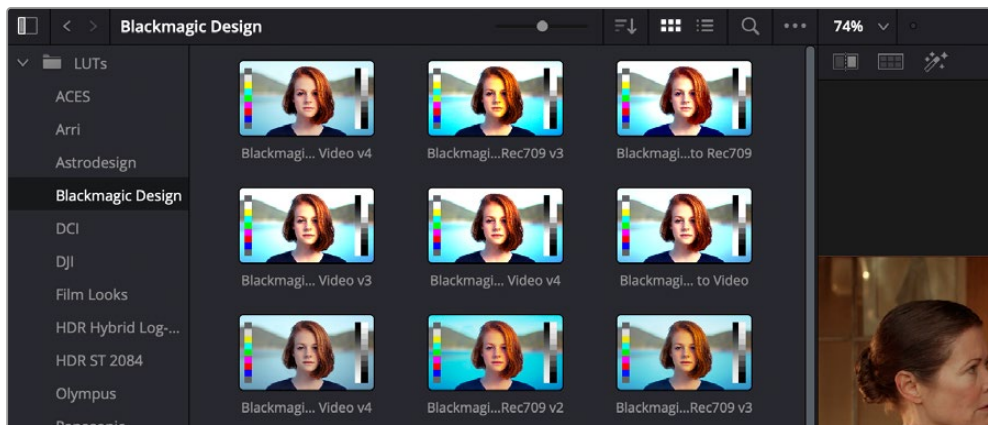 Blackmagic Design
74%
LUTs
ACES
Arri
Astrodesign
Blackmagic Design
DCI
DJI
Film Looks
HDR Hybrid Log-...
HDR ST 2084
Olympus
Panasonic
Blackmagi... Video v4
Blackmagi...Rec709 v3
Blackmagi...to Rec709
Blackmagi... Video v3
Blackmagi... Video v4
Blackmagi... to Video
Blackmagi... Video v4
Blackmagi...Rec709 v2
Blackmagi...Rec709 v3